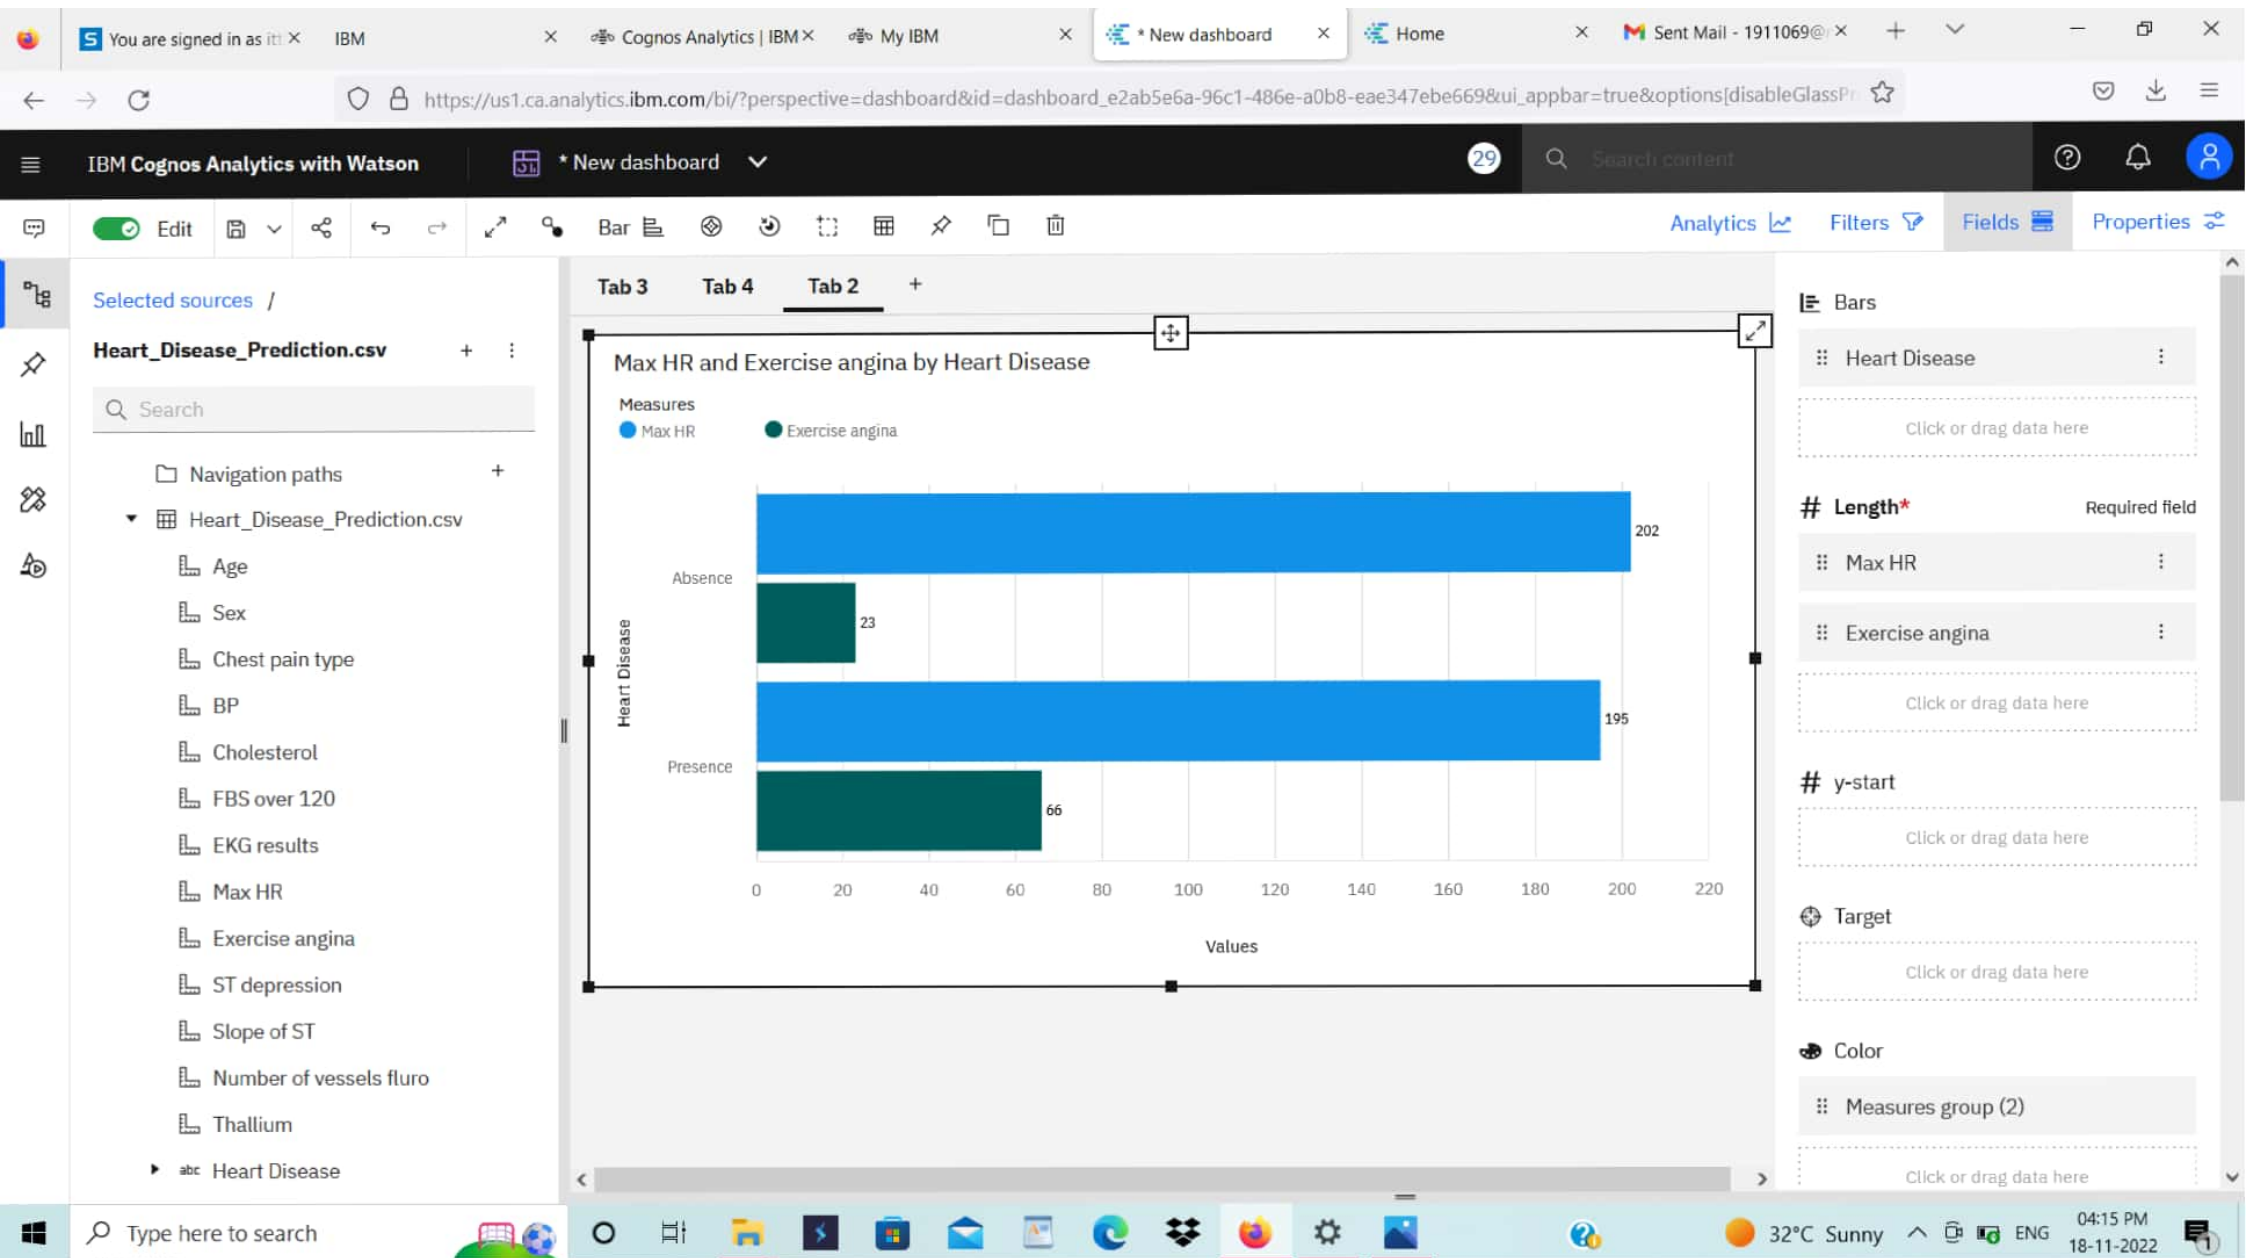 You are signed in as it
IBM
Cognos Analytics | IBM
My IBM
* New dashboard
Home
Sent Mail - 1911069@
https://us1.ca.analytics.ibm.com/bi/?perspective=dashboard&id=dashboard_e2ab5e6a-96c1-486e-a0b8-eae347ebe669&ui_appbar=true&options[disableGlassPr
IBM Cognos Analytics with Watson
* New dashboard
29
Search content
Edit
Bar
Analytics
Filters
Fields
Properties
Selected sources /
Heart_Disease_Prediction.csv
Search
Navigation paths
Heart_Disease_Prediction.csv
Age
Sex
Chest pain type
BP
Cholesterol
FBS over 120
EKG results
Max HR
Exercise angina
ST depression
Slope of ST
Number of vessels fluro
Thallium
abc Heart Disease
Tab 3
Tab 4
Tab 2
Max HR and Exercise angina by Heart Disease
Measures
Max HR
Exercise angina
Heart Disease
Absence
202
23
Presence
195
66
0 20 40 60 80 100 120 140 160 180 200 220
Values
Bars
Heart Disease
Click or drag data here
# Length*
Required field
Max HR
Exercise angina
Click or drag data here
# y-start
Click or drag data here
Target
Click or drag data here
Color
Measures group (2)
Click or drag data here
Type here to search
32°C Sunny
ENG
04:15 PM
18-11-2022
1